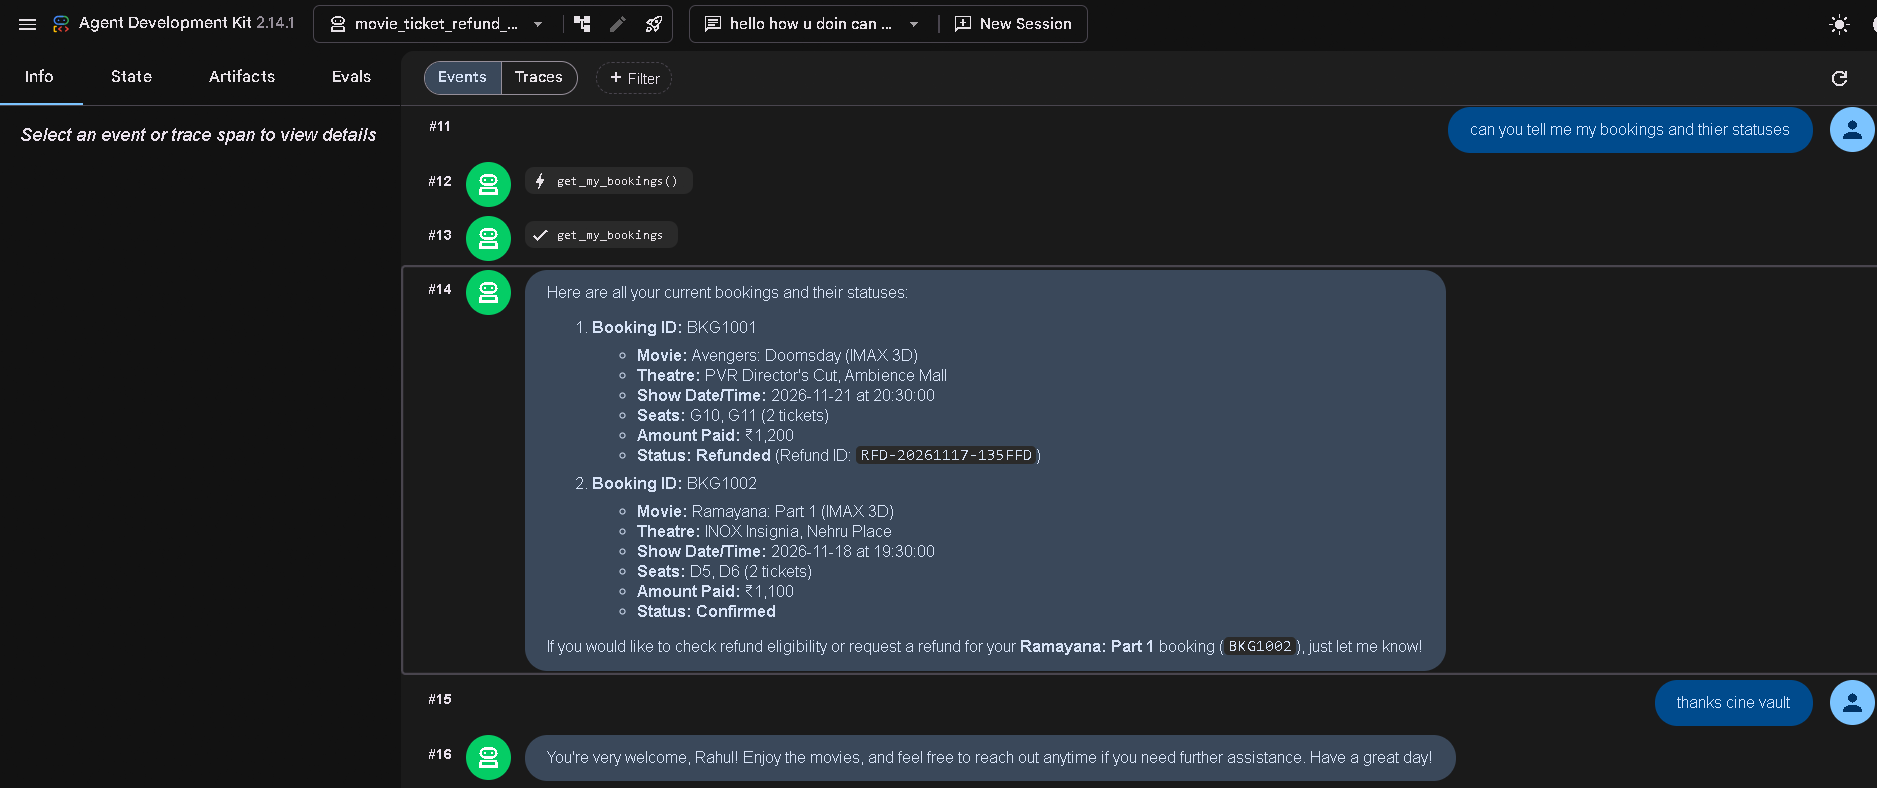 Agent Development Kit 2.14.1
movie_ticket_refund_...
hello how u doin can ...
New Session
Info
State
Artifacts
Evals
Events
Traces
+ Filter
Select an event or trace span to view details
#11
can you tell me my bookings and thier statuses
#12
get_my_bookings()
#13
get_my_bookings
#14
Here are all your current bookings and their statuses:
1. Booking ID: BKG1001
Movie: Avengers: Doomsday (IMAX 3D)
Theatre: PVR Director's Cut, Ambience Mall
Show Date/Time: 2026-11-21 at 20:30:00
Seats: G10, G11 (2 tickets)
Amount Paid: ₹1,200
Status: Refunded (Refund ID: RFD-20261117-135FFD)
2. Booking ID: BKG1002
Movie: Ramayana: Part 1 (IMAX 3D)
Theatre: INOX Insignia, Nehru Place
Show Date/Time: 2026-11-18 at 19:30:00
Seats: D5, D6 (2 tickets)
Amount Paid: ₹1,100
Status: Confirmed
If you would like to check refund eligibility or request a refund for your Ramayana: Part 1 booking (BKG1002), just let me know!
#15
thanks cine vault
#16
You're very welcome, Rahul! Enjoy the movies, and feel free to reach out anytime if you need further assistance. Have a great day!